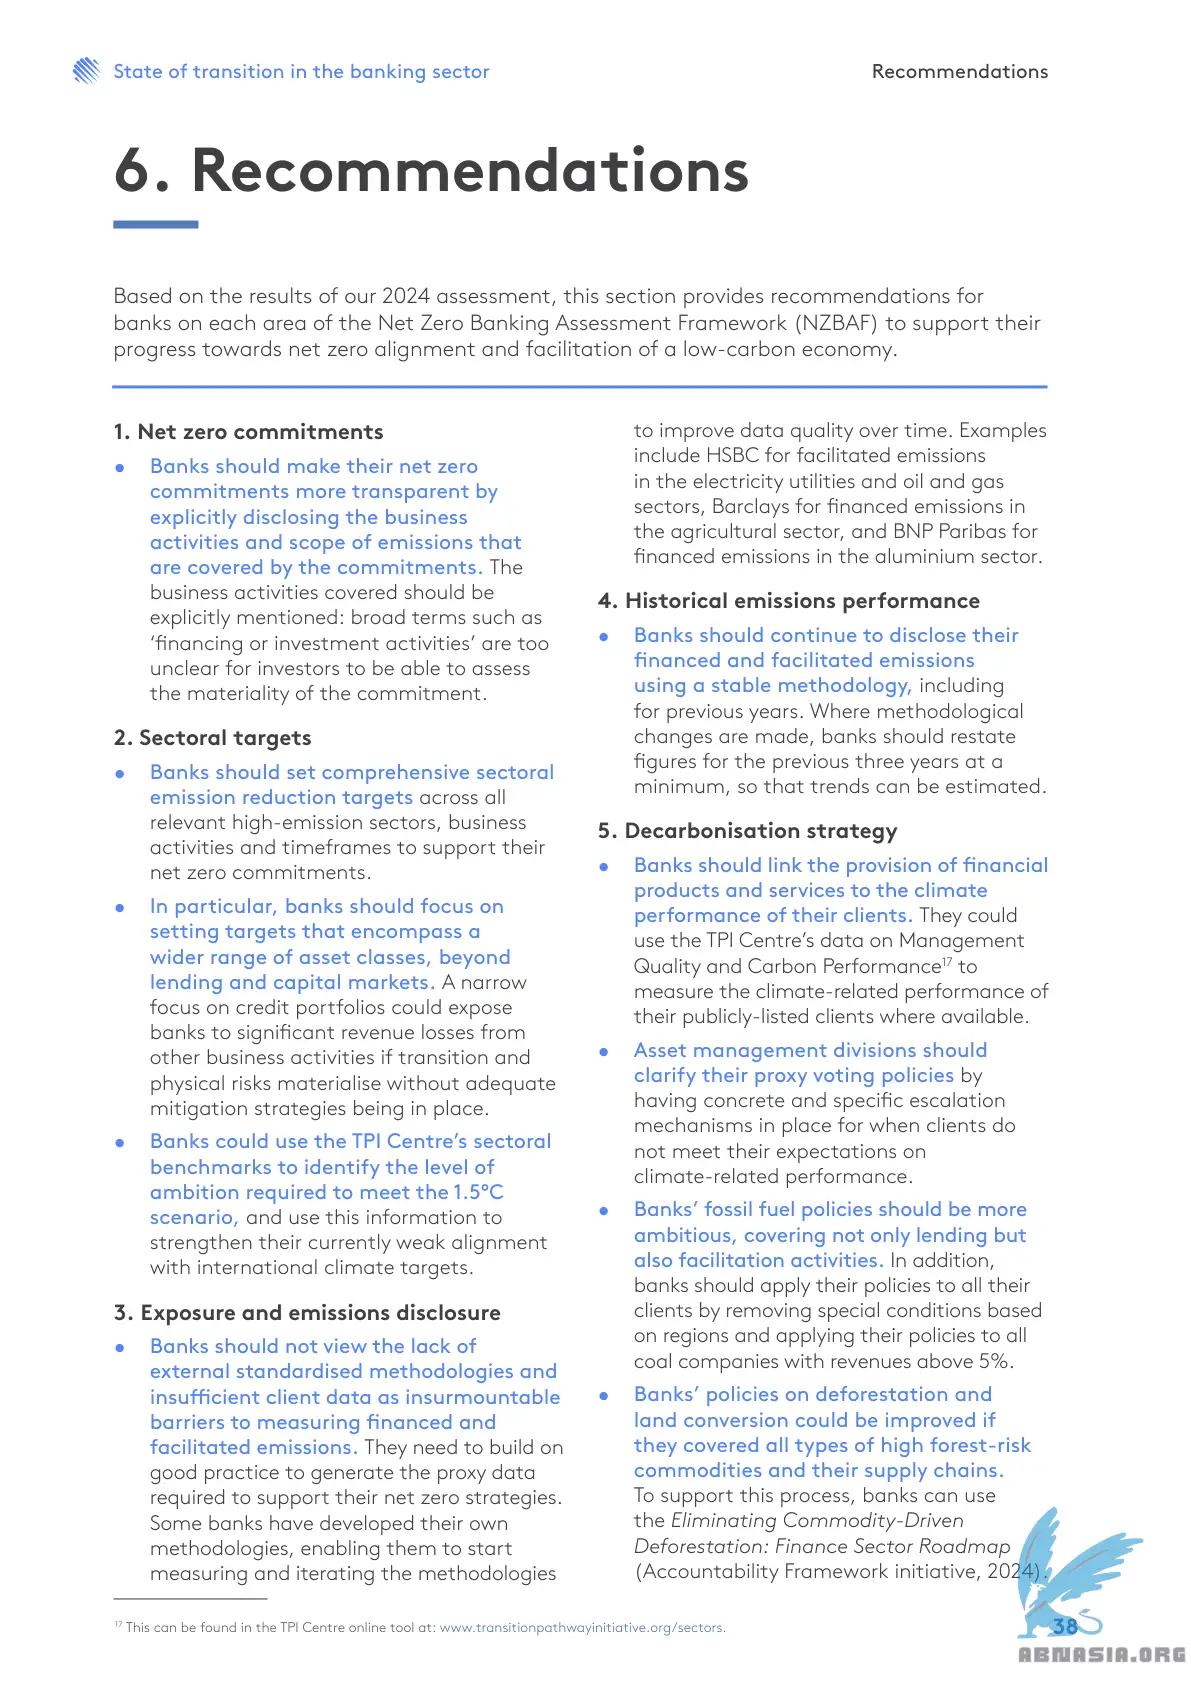 State of transition in the banking sector
Recommendations
6. Recommendations
Based on the results of our 2024 assessment, this section provides recommendations for
banks on each area of the Net Zero Banking Assessment Framework (NZBAF) to support their
progress towards net zero alignment and facilitation of a low-carbon economy.
1. Net zero commitments
● Banks should make their net zero
commitments more transparent by
explicitly disclosing the business
activities and scope of emissions that
are covered by the commitments. The
business activities covered should be
explicitly mentioned: broad terms such as
‘financing or investment activities’ are too
unclear for investors to be able to assess
the materiality of the commitment.
2. Sectoral targets
● Banks should set comprehensive sectoral
emission reduction targets across all
relevant high-emission sectors, business
activities and timeframes to support their
net zero commitments.
● In particular, banks should focus on
setting targets that encompass a
wider range of asset classes, beyond
lending and capital markets. A narrow
focus on credit portfolios could expose
banks to significant revenue losses from
other business activities if transition and
physical risks materialise without adequate
mitigation strategies being in place.
● Banks could use the TPI Centre’s sectoral
benchmarks to identify the level of
ambition required to meet the 1.5°C
scenario, and use this information to
strengthen their currently weak alignment
with international climate targets.
3. Exposure and emissions disclosure
● Banks should not view the lack of
external standardised methodologies and
insufficient client data as insurmountable
barriers to measuring financed and
facilitated emissions. They need to build on
good practice to generate the proxy data
required to support their net zero strategies.
Some banks have developed their own
methodologies, enabling them to start
measuring and iterating the methodologies
to improve data quality over time. Examples
include HSBC for facilitated emissions
in the electricity utilities and oil and gas
sectors, Barclays for financed emissions in
the agricultural sector, and BNP Paribas for
financed emissions in the aluminium sector.
4. Historical emissions performance
● Banks should continue to disclose their
financed and facilitated emissions
using a stable methodology, including
for previous years. Where methodological
changes are made, banks should restate
figures for the previous three years at a
minimum, so that trends can be estimated.
5. Decarbonisation strategy
● Banks should link the provision of financial
products and services to the climate
performance of their clients. They could
use the TPI Centre’s data on Management
Quality and Carbon Performance17 to
measure the climate-related performance of
their publicly-listed clients where available.
● Asset management divisions should
clarify their proxy voting policies by
having concrete and specific escalation
mechanisms in place for when clients do
not meet their expectations on
climate-related performance.
● Banks’ fossil fuel policies should be more
ambitious, covering not only lending but
also facilitation activities. In addition,
banks should apply their policies to all their
clients by removing special conditions based
on regions and applying their policies to all
coal companies with revenues above 5%.
● Banks’ policies on deforestation and
land conversion could be improved if
they covered all types of high forest-risk
commodities and their supply chains.
To support this process, banks can use
the Eliminating Commodity-Driven
Deforestation: Finance Sector Roadmap
(Accountability Framework initiative, 2024).
17 This can be found in the TPI Centre online tool at: www.transitionpathwayinitiative.org/sectors.
38
ABNASIA.ORG